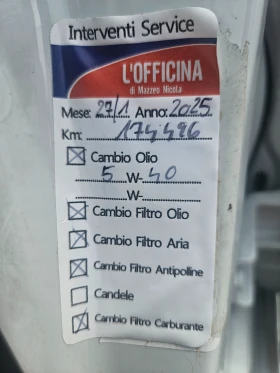 Interventi Service
L'OFFICINA
di Mazzeo Nicola
Mese: 27/1 Anno: 2025
Km: 174496
Cambio Olio
5 W- 40
W-
Cambio Filtro Olio
Cambio Filtro Aria
Cambio Filtro Antipolline
Candele
Cambio Filtro Carburante